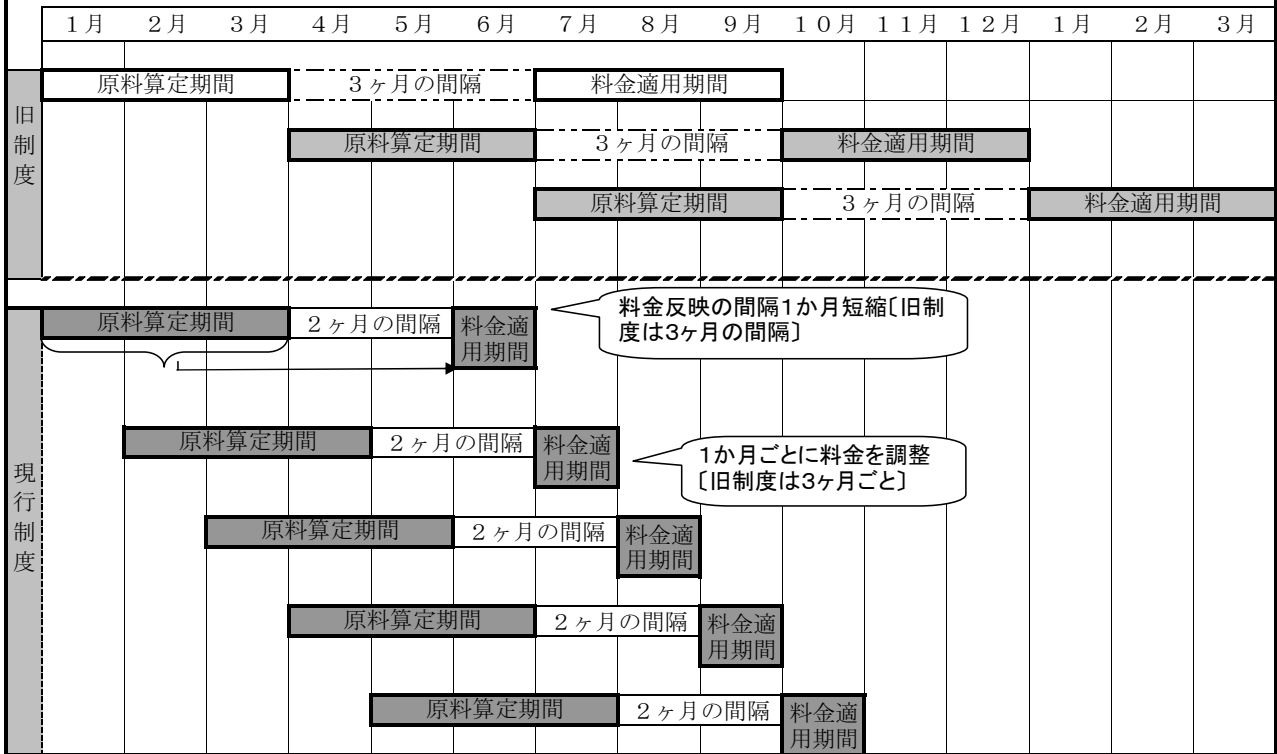 1月 2月 3月 4月 5月 6月 7月 8月 9月 10月 11月 12月 1月 2月 3月
旧制度
原料算定期間 3ヶ月の間隔 料金適用期間
原料算定期間 3ヶ月の間隔 料金適用期間
原料算定期間 3ヶ月の間隔 料金適用期間
現行制度
原料算定期間 2ヶ月の間隔 料金適
用期間
料金反映の間隔1か月短縮〔旧制
度は3ヶ月の間隔〕
原料算定期間 2ヶ月の間隔 料金適
用期間
1か月ごとに料金を調整
〔旧制度は3ヶ月ごと〕
原料算定期間 2ヶ月の間隔 料金適
用期間
原料算定期間 2ヶ月の間隔 料金適
用期間
原料算定期間 2ヶ月の間隔 料金適
用期間